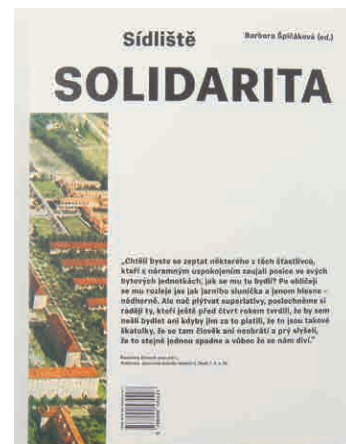 Sídliště
Barbora Špičáková (ed.)
SOLIDARITA
„Chtěli byste se zeptat některého z těch šťastlivců,
kteří s náramným uspokojením zaujali posice ve svých
bytových jednotkách, jak se mu tu bydlí? Po obličeji
se mu rozleje jas jak jarního sluníčka a jenom hlesne –
nádherně. Ale nač plýtvat superlativy, poslechněme si
raději ty, kteří ještě před čtvrt rokem tvrdili, že by sem
nešli bydlet ani kdyby jim za to platili, že to jsou takové
škatulky, že se tam člověk ani neobrátí a prý slyšeli,
že to stejně jednou spadne a vůbec že se nám diví.“